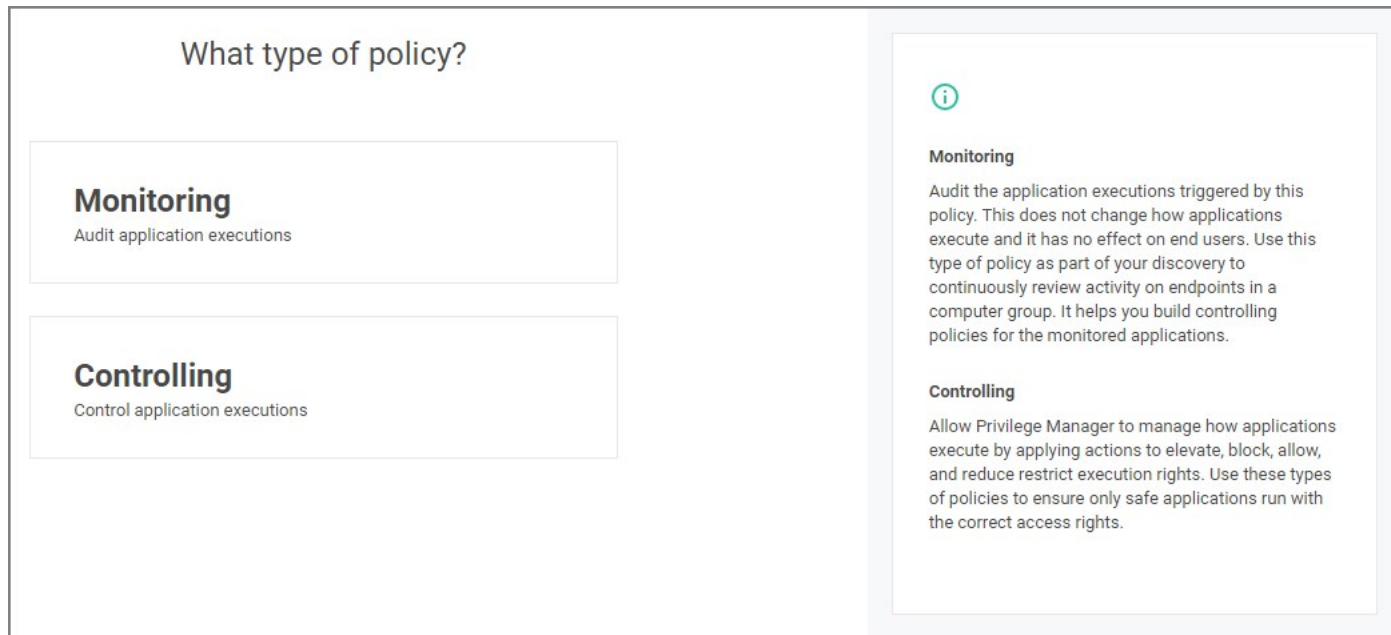 What type of policy?
Monitoring
Audit application executions
Controlling
Control application executions
Monitoring
Audit the application executions triggered by this
policy. This does not change how applications
execute and it has no effect on end users. Use this
type of policy as part of your discovery to
continuously review activity on endpoints in a
computer group. It helps you build controlling
policies for the monitored applications.
Controlling
Allow Privilege Manager to manage how applications
execute by applying actions to elevate, block, allow,
and reduce restrict execution rights. Use these types
of policies to ensure only safe applications run with
the correct access rights.